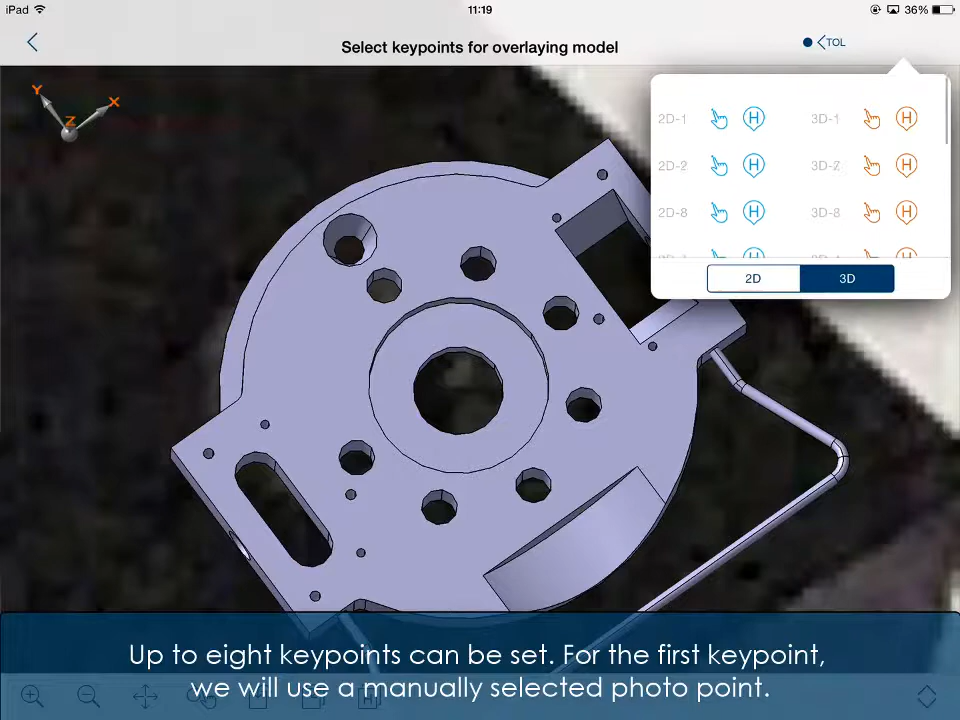 iPad 11:19 36%
Select keypoints for overlaying model
TOL
Y X Z
2D-1 H 3D-1 H
2D-2 H 3D-Z H
2D-8 H 3D-8 H
2D 3D
Up to eight keypoints can be set. For the first keypoint,
we will use a manually selected photo point.
H